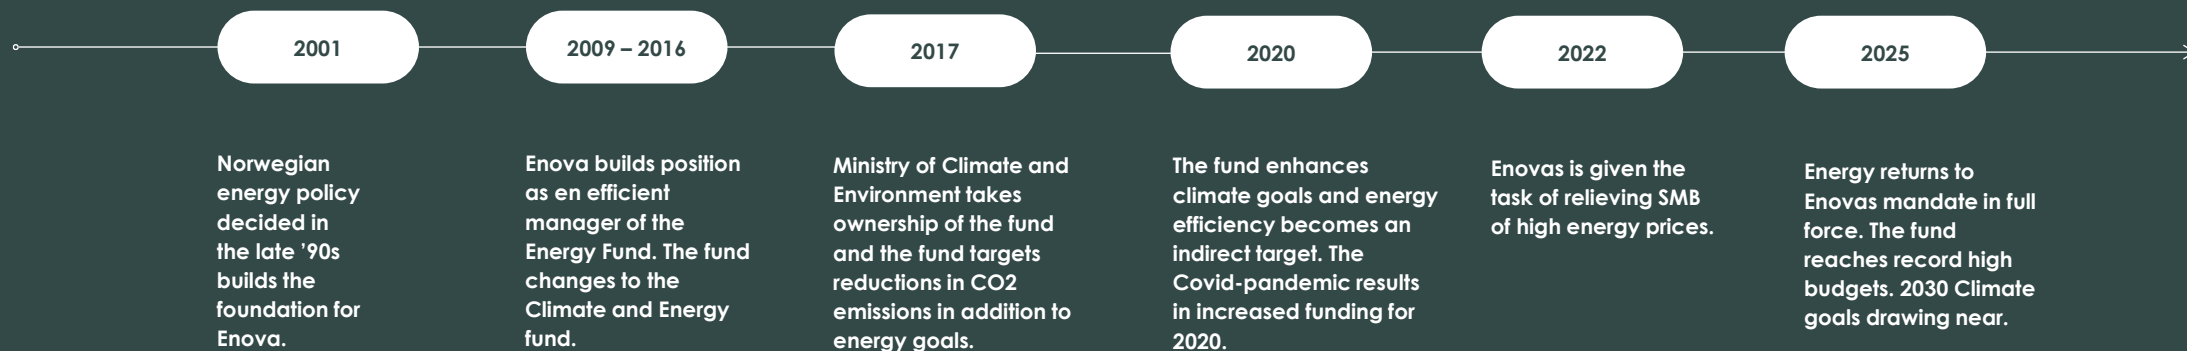 2001
Norwegian
energy policy
decided in
the late ’90s
builds the
foundation for
Enova.
2009 – 2016
Enova builds position
as en efficient
manager of the
Energy Fund. The fund
changes to the
Climate and Energy
fund.
2017
Ministry of Climate and
Environment takes
ownership of the fund
and the fund targets
reductions in CO2
emissions in addition to
energy goals.
2020
The fund enhances
climate goals and energy
efficiency becomes an
indirect target. The
Covid-pandemic results
in increased funding for
2020.
2022
Enovas is given the
task of relieving SMB
of high energy prices.
2025
Energy returns to
Enovas mandate in full
force. The fund
reaches record high
budgets. 2030 Climate
goals drawing near.